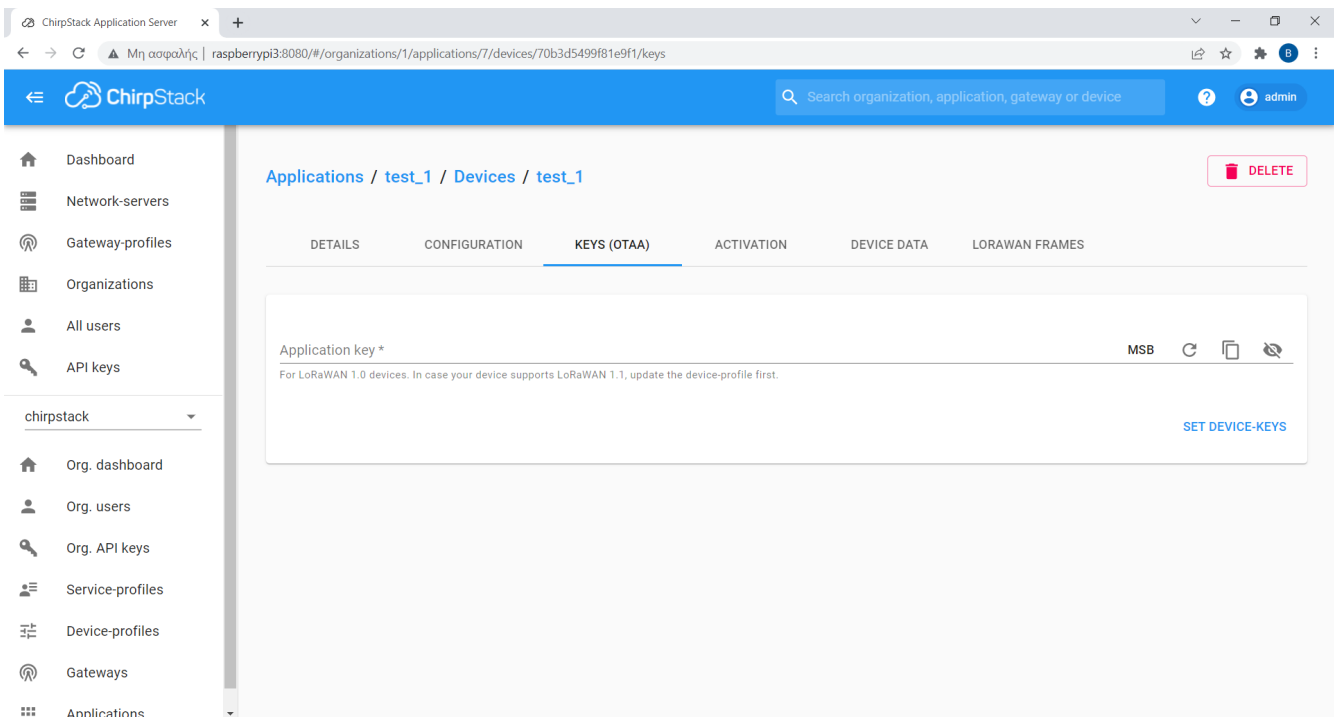 ChirpStack Application Server
Μη ασφαλής | raspberrypi3:8080/#/organizations/1/applications/7/devices/70b3d5499f81e9f1/keys
B
ChirpStack
Search organization, application, gateway or device
?
admin
Dashboard
Network-servers
Gateway-profiles
Organizations
All users
API keys
chirpstack
Org. dashboard
Org. users
Org. API keys
Service-profiles
Device-profiles
Gateways
Applications
Applications / test_1 / Devices / test_1
DELETE
DETAILS CONFIGURATION KEYS (OTAA) ACTIVATION DEVICE DATA LORAWAN FRAMES
Application key *
MSB
For LoRaWAN 1.0 devices. In case your device supports LoRaWAN 1.1, update the device-profile first.
SET DEVICE-KEYS